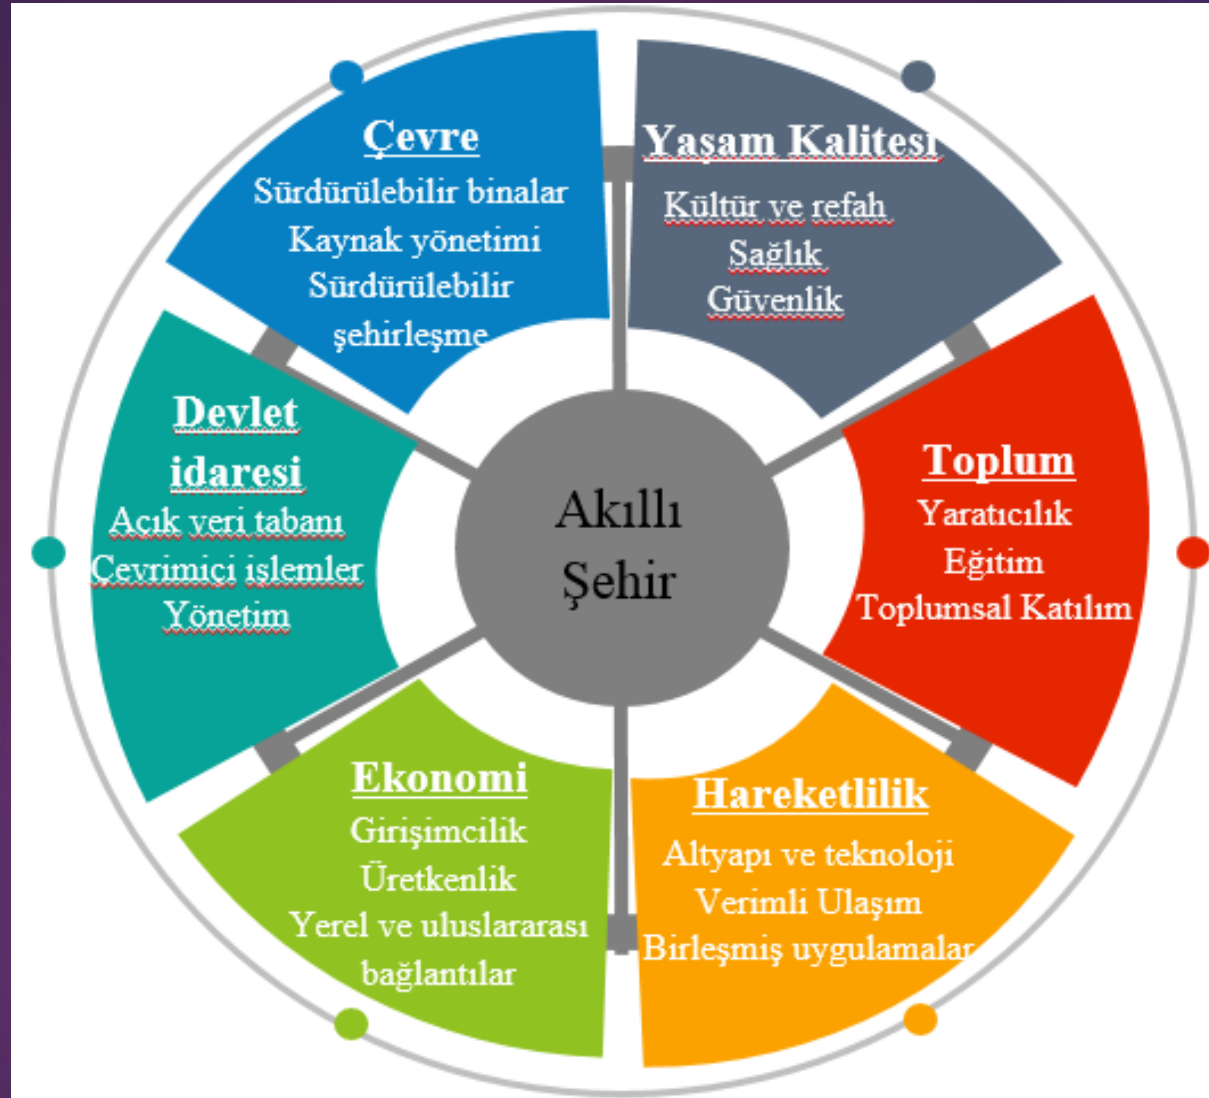 Çevre
Sürdürülebilir binalar
Kaynak yönetimi
Sürdürülebilir
şehirleşme
Yaşam Kalitesi
Kültür ve refah
Sağlık
Güvenlik
Devlet
idaresi
Açık veri tabanı
Çevrimiçi işlemler
Yönetim
Akıllı
Şehir
Toplum
Yaratıcılık
Eğitim
Toplumsal Katılım
Ekonomi
Girişimcilik
Üretkenlik
Yerel ve uluslararası
bağlantılar
Hareketlilik
Altyapı ve teknoloji
Verimli Ulaşım
Birleşmiş uygulamalar